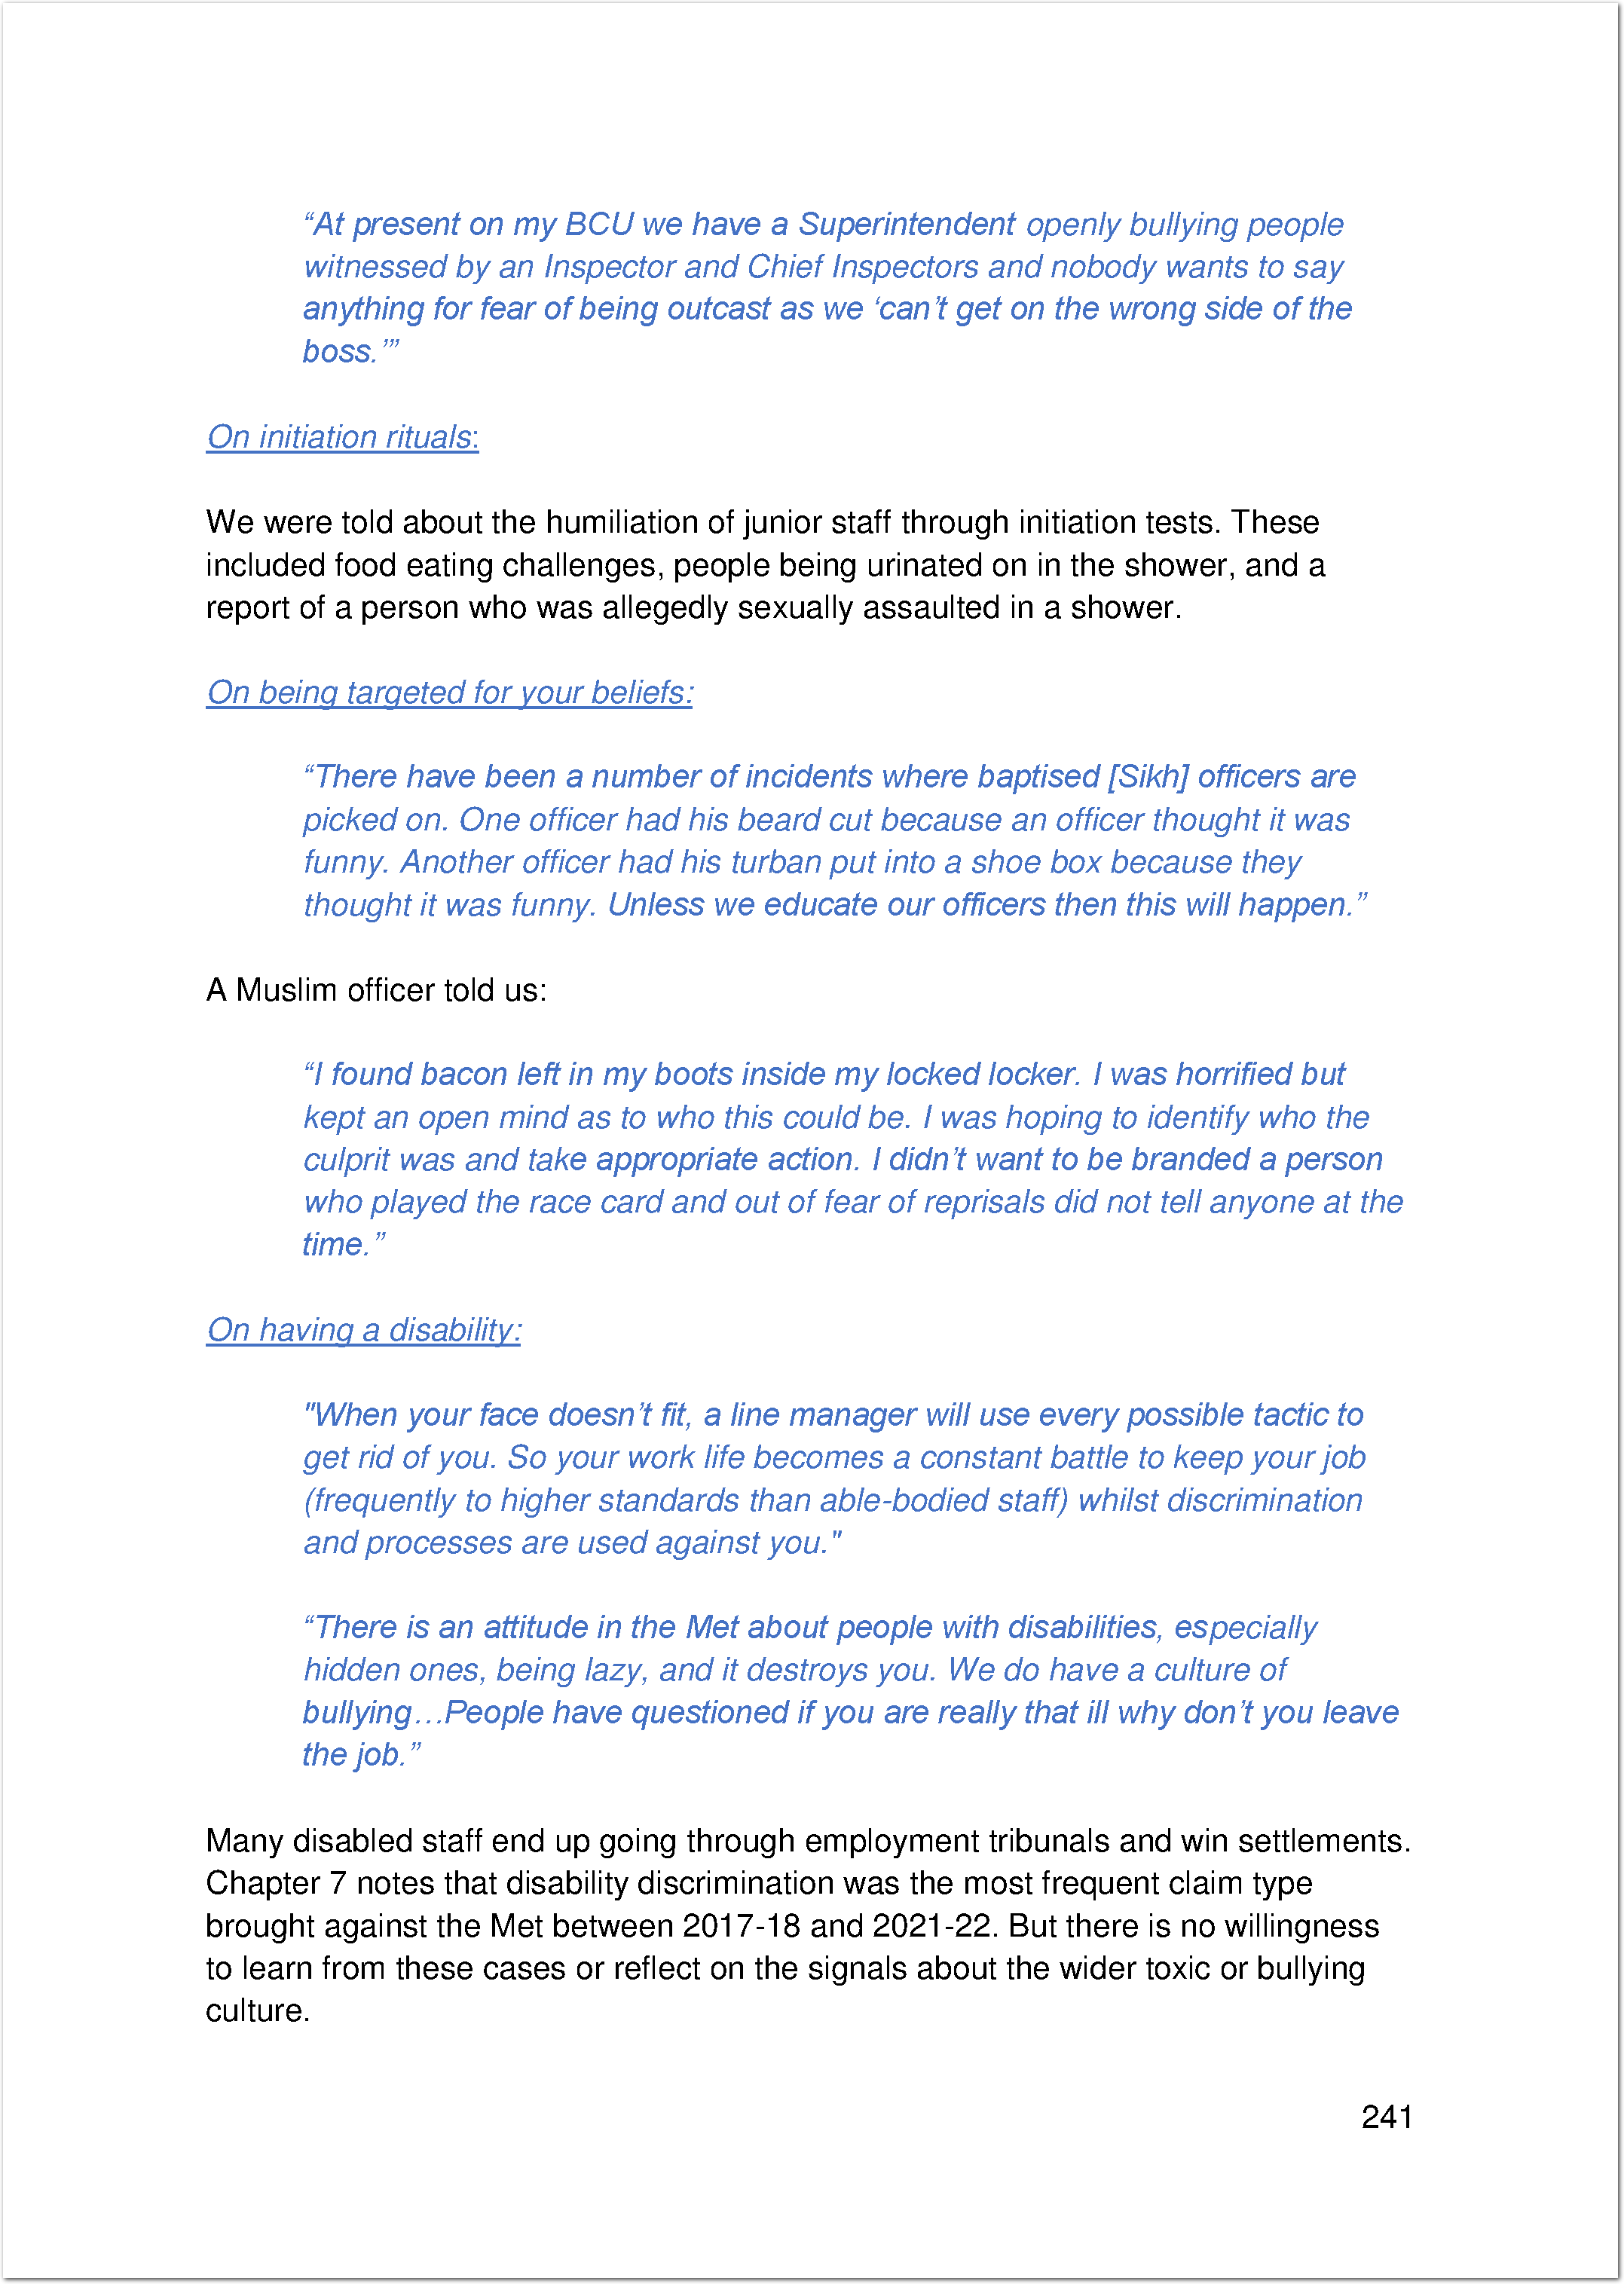 “At present on my BCU we have a Superintendent openly bullying people
witnessed by an Inspector and Chief Inspectors and nobody wants to say
anything for fear of being outcast as we ‘can’t get on the wrong side of the
boss.’”
On initiation rituals:
We were told about the humiliation of junior staff through initiation tests. These
included food eating challenges, people being urinated on in the shower, and a
report of a person who was allegedly sexually assaulted in a shower.
On being targeted for your beliefs:
“There have been a number of incidents where baptised [Sikh] officers are
picked on. One officer had his beard cut because an officer thought it was
funny. Another officer had his turban put into a shoe box because they
thought it was funny. Unless we educate our officers then this will happen.”
A Muslim officer told us:
“I found bacon left in my boots inside my locked locker. I was horrified but
kept an open mind as to who this could be. I was hoping to identify who the
culprit was and take appropriate action. I didn’t want to be branded a person
who played the race card and out of fear of reprisals did not tell anyone at the
time.”
On having a disability:
"When your face doesn’t fit, a line manager will use every possible tactic to
get rid of you. So your work life becomes a constant battle to keep your job
(frequently to higher standards than able-bodied staff) whilst discrimination
and processes are used against you."
“There is an attitude in the Met about people with disabilities, especially
hidden ones, being lazy, and it destroys you. We do have a culture of
bullying…People have questioned if you are really that ill why don’t you leave
the job.”
Many disabled staff end up going through employment tribunals and win settlements.
Chapter 7 notes that disability discrimination was the most frequent claim type
brought against the Met between 2017-18 and 2021-22. But there is no willingness
to learn from these cases or reflect on the signals about the wider toxic or bullying
culture.
241